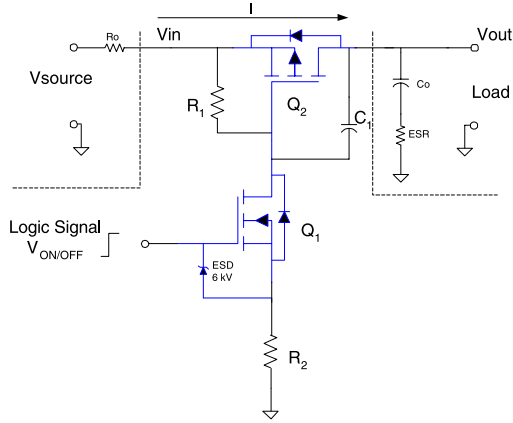 I
Ro
Vin
Vout
Vsource
R1
Q2
C1
Co
Load
ESR
Logic Signal
VON/OFF
Q1
ESD
6 kV
R2